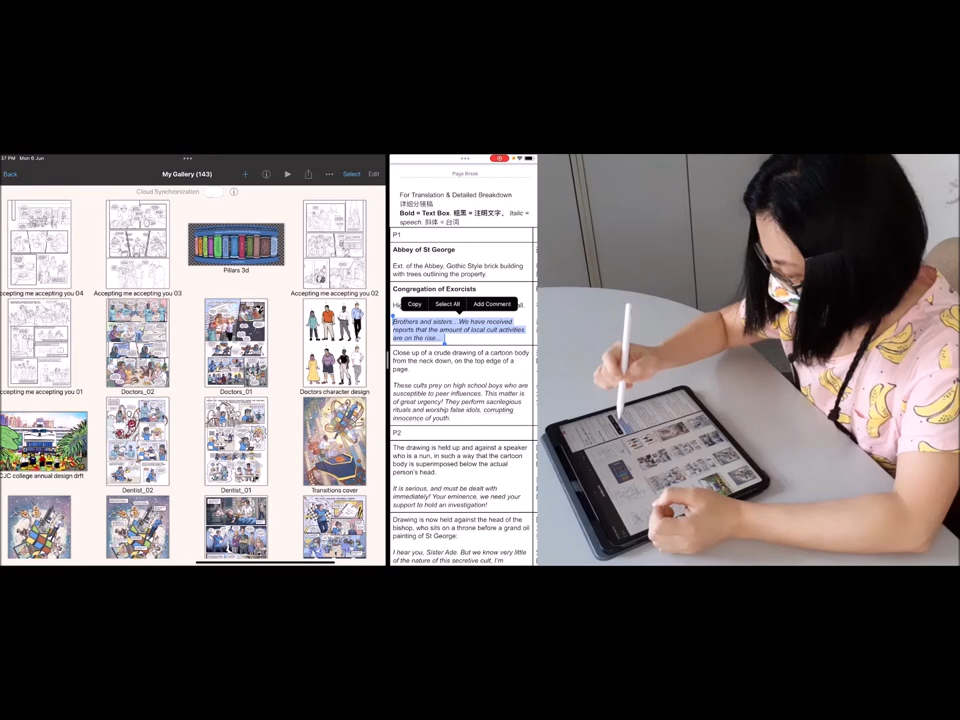 37 PM Mon 6 Jun
Back
My Gallery (143)
Select
Edit
Cloud Synchronization
Accepting me accepting you 04
Accepting me accepting you 03
Pillars 3d
Accepting me accepting you 02
accepting you 01
Doctors_02
Doctors_01
Doctors character design
CJC college annual design drft
Dentist_02
Dentist_01
Transitions cover
Page Break
For Translation & Detailed Breakdown
详细分镜稿
Bold = Text Box. 粗黑 = 注明文字。 Italic =
speech. 斜体 = 台词
P1
Abbey of St George
Ext. of the Abbey, Gothic Style brick building
with trees outlining the property.
Congregation of Exorcists
Copy
Select All
Add Comment
Brothers and sisters...We have received
reports that the amount of local cult activities
are on the rise...
Close up of a crude drawing of a cartoon body
from the neck down, on the top edge of a
page.
These cults prey on high school boys who are
susceptible to peer influences. This matter is
of great urgency! They perform sacrilegious
rituals and worship false idols, corrupting
innocence of youth.
P2
The drawing is held up and against a speaker
who is a nun, in such a way that the cartoon
body is superimposed below the actual
person's head.
It is serious, and must be dealt with
immediately! Your eminence, we need your
support to hold an investigation!
Drawing is now held against the head of the
bishop, who sits on a throne before a grand oil
painting of St George:
I hear you, Sister Ade. But we know very little
of the nature of this secretive cult, I'm